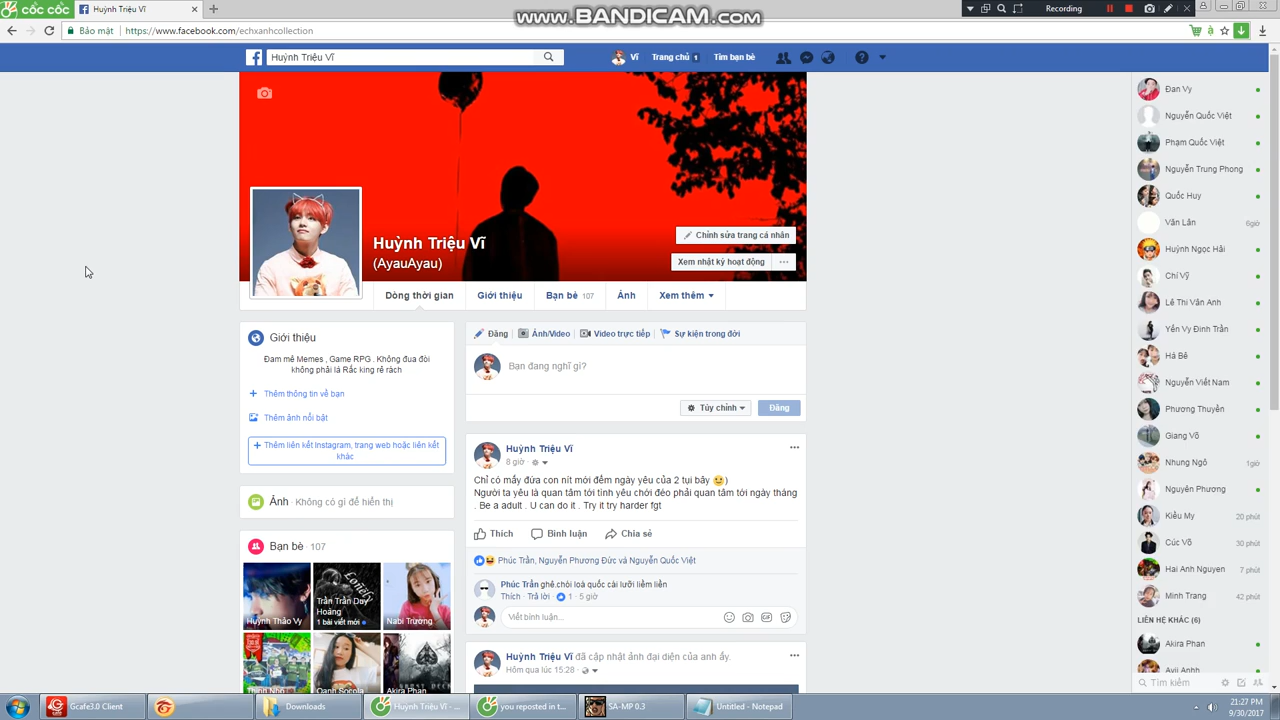 cốc cốc
Huỳnh Triệu Vĩ
WWW.BANDICAM.COM
Recording
Bảo mật
https://www.facebook.com/echxanhcollection
Huỳnh Triệu Vĩ
Vĩ
Trang chủ 1
Tìm bạn bè
Huỳnh Triệu Vĩ
(AyauAyau)
Chỉnh sửa trang cá nhân
Xem nhật ký hoạt động
Dòng thời gian
Giới thiệu
Bạn bè 107
Ảnh
Xem thêm
Giới thiệu
Đam mê Memes , Game RPG . Không đua đòi
không phải là Rắc king rẻ rách
Thêm thông tin về bạn
Thêm ảnh nổi bật
+ Thêm liên kết Instagram, trang web hoặc liên kết
khác
Ảnh · Không có gì để hiển thị
Bạn bè · 107
Huỳnh Thảo Vy
Trần Trần Duy
Hoàng
1 bài viết mới
Nabi Trường
Oanh Socola
Akira Phan
Đăng
Ảnh/Video
Video trực tiếp
Sự kiện trong đời
Bạn đang nghĩ gì?
Tùy chỉnh
Đăng
Huỳnh Triệu Vĩ
8 giờ
Chỉ có mấy đứa con nít mới đếm ngày yêu của 2 tụi bây 😉)
Người ta yêu là quan tâm tới tình yêu chới đéo phải quan tâm tới ngày tháng
. Be a adult . U can do it . Try it try harder fgt
Thích
Bình luận
Chia sẻ
Phúc Trần, Nguyễn Phương Đức và Nguyễn Quốc Việt
Phúc Trần ghê.chói loà quốc cài lưỡi liềm liền
Thích · Trả lời · 1 · 5 giờ
Viết bình luận...
Huỳnh Triệu Vĩ đã cập nhật ảnh đại diện của anh ấy.
Hôm qua lúc 15:28
Đan Vy
Nguyễn Quốc Việt
Phạm Quốc Việt
Nguyễn Trung Phong
Quốc Huy
Văn Lân 6giờ
Huỳnh Ngọc Hải
Chí Vỹ
Lê Thi Vân Anh
Yến Vy Đinh Trần
Há Bê
Nguyễn Viết Nam
Phương Thuyên
Giang Võ
Nhung Ngô 1giờ
Nguyên Phương
Kiều My 20 phút
Cúc Võ 30 phút
Hai Anh Nguyen 7 phút
Minh Trang 42 phút
LIÊN HỆ KHÁC (6)
Akira Phan
Tìm kiếm
Gcafe3.0 Client
Downloads
Huỳnh Triệu Vĩ - ...
you reposted in t...
SA-MP 0.3
Untitled - Notepad
21:27 PM
9/30/2017